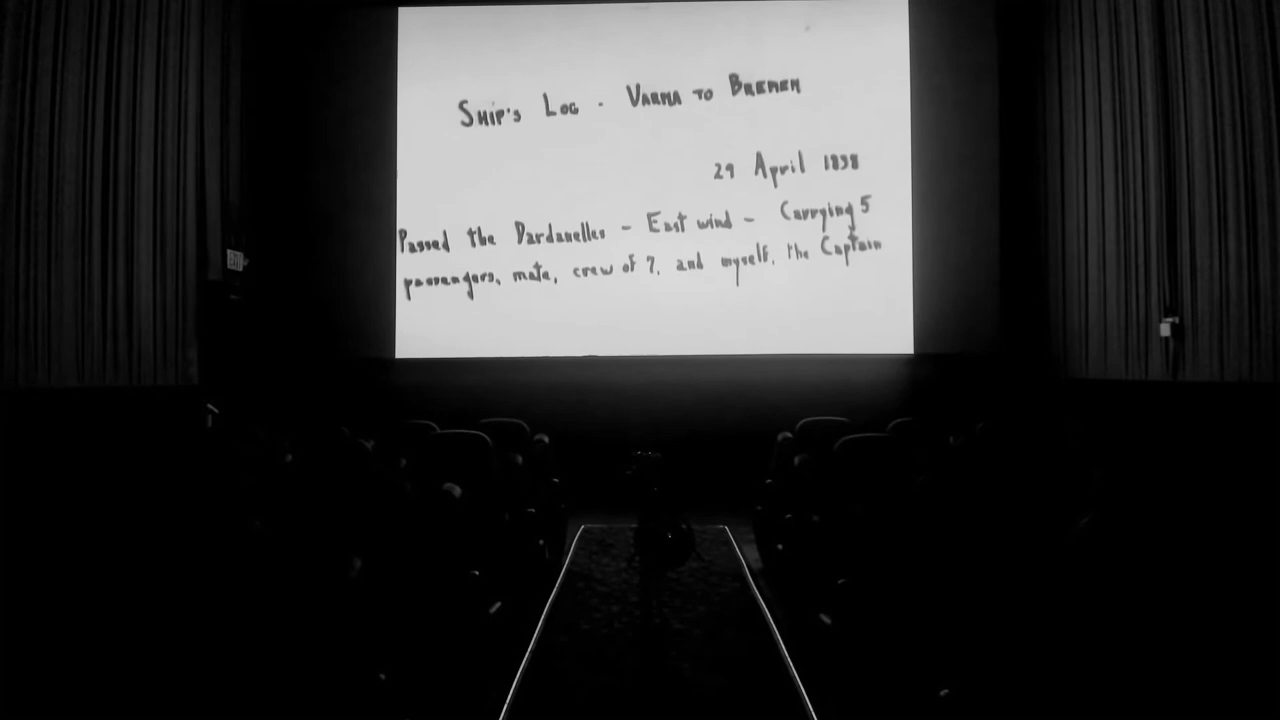 SHIP'S LOG - VARNA TO BREMEN
29 April 1838
Passed the Dardanelles - East wind - Carrying 5
passengers, mate, crew of 7, and myself, the Captain
EXIT